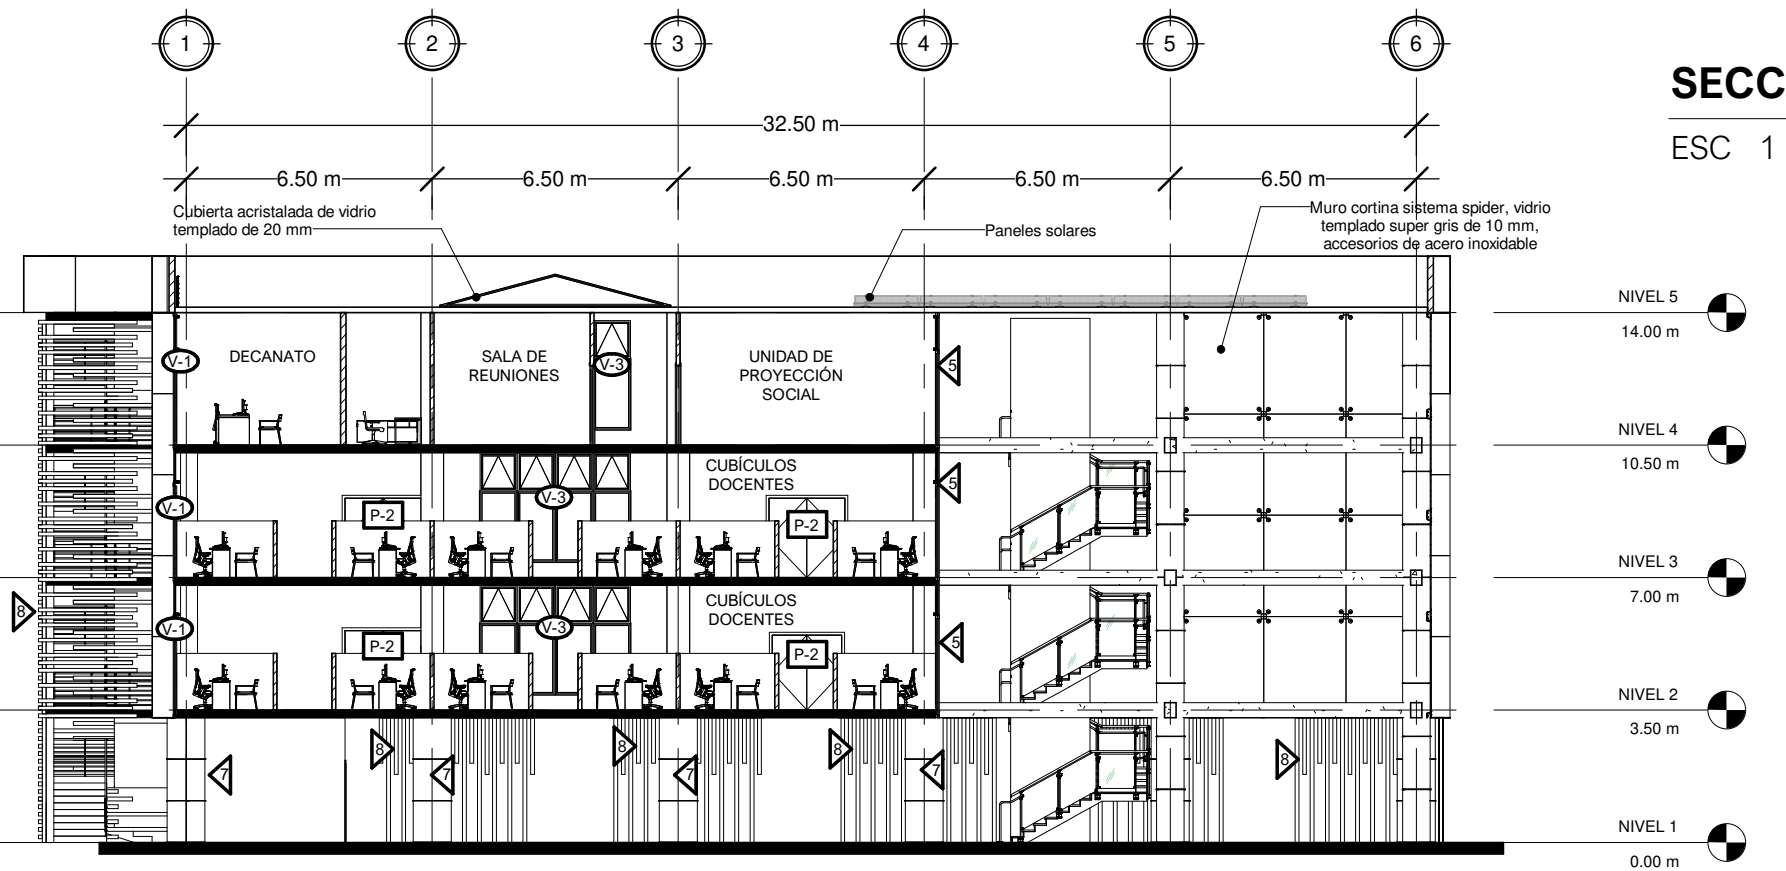 1 2 3 4 5 6
SECC
ESC 1
32.50 m
6.50 m 6.50 m 6.50 m 6.50 m 6.50 m
Cubierta acristalada de vidrio
templado de 20 mm
Paneles solares
Muro cortina sistema spider, vidrio
templado super gris de 10 mm,
accesorios de acero inoxidable
NIVEL 5
14.00 m
V-1
DECANATO
SALA DE
REUNIONES
V-3
UNIDAD DE
PROYECCIÓN
SOCIAL
5
NIVEL 4
10.50 m
CUBÍCULOS
DOCENTES
V-1
P-2
V-3
P-2
5
NIVEL 3
7.00 m
8
CUBÍCULOS
DOCENTES
V-1
P-2
V-3
P-2
5
NIVEL 2
3.50 m
7
8
7
8
7
8
7
8
NIVEL 1
0.00 m